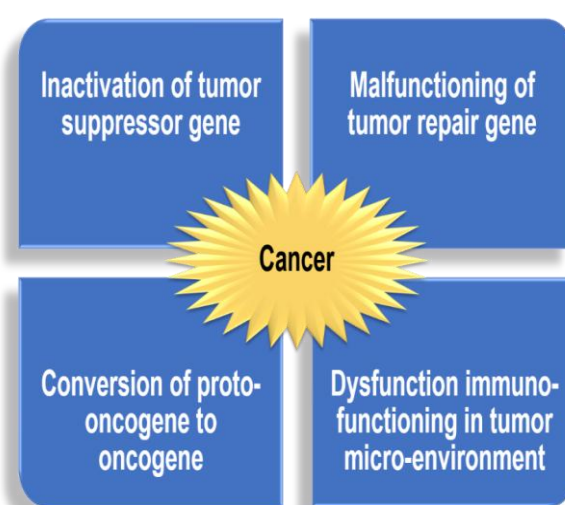 Inactivation of tumor
suppressor gene
Malfunctioning of
tumor repair gene
Cancer
Conversion of proto-
oncogene to
oncogene
Dysfunction immuno-
functioning in tumor
micro-environment